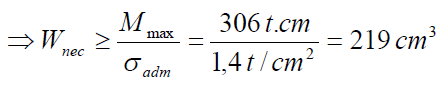 ⇒ W_nec ≥ M_max / σ_adm = 306 t.cm / 1,4 t / cm² = 219 cm³